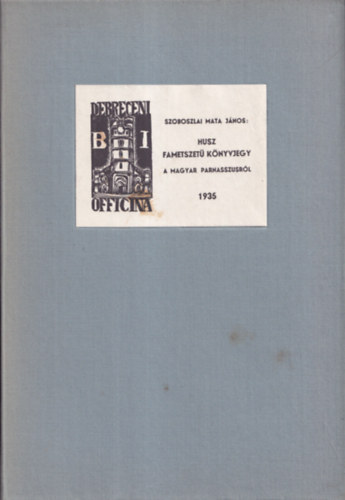 DEBRECENI
B I
OFFICINA
SZOBOSZLAI MATA JÁNOS:
HUSZ
FAMETSZETŰ KÖNYVJEGY
A MAGYAR PARNASSZUSRÓL
1935